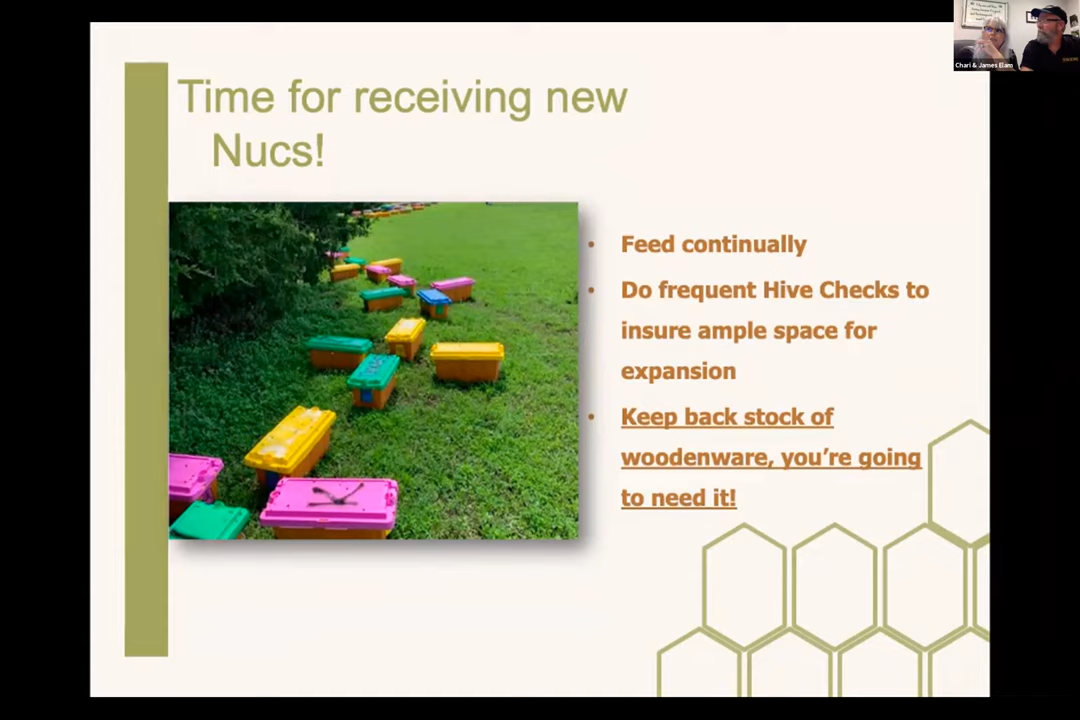 Time for receiving new
Nucs!
• Feed continually
• Do frequent Hive Checks to
insure ample space for
expansion
• Keep back stock of
woodenware, you're going
to need it!
Chari & James Elam